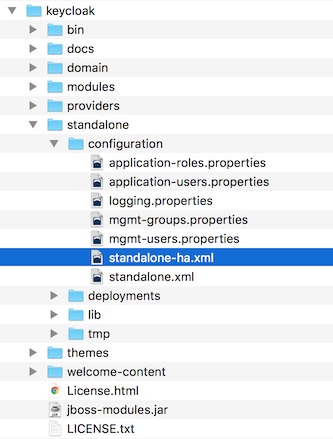 keycloak
bin
docs
domain
modules
providers
standalone
configuration
application-roles.properties
application-users.properties
logging.properties
mgmt-groups.properties
mgmt-users.properties
standalone-ha.xml
standalone.xml
deployments
lib
tmp
themes
welcome-content
License.html
jboss-modules.jar
LICENSE.txt